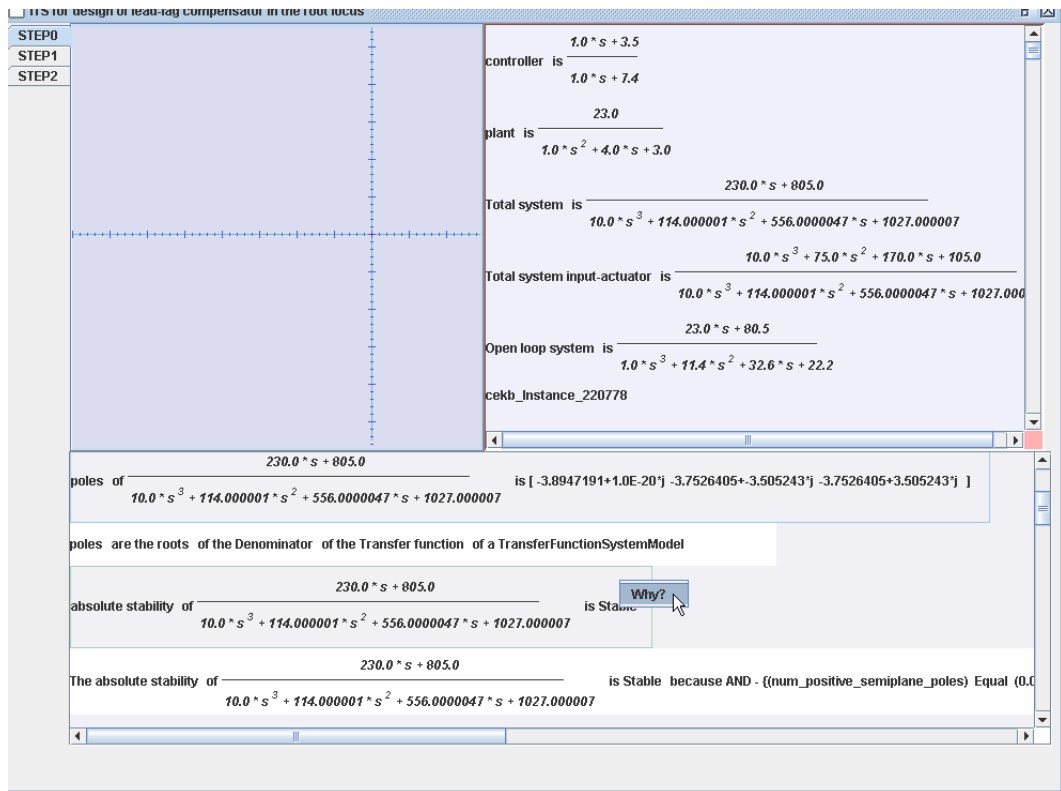 ITS for design of lead-lag compensator in the root locus
STEP0
STEP1
STEP2
1.0 * s + 3.5
controller is
1.0 * s + 7.4
23.0
plant is
1.0 * s 2 + 4.0 * s + 3.0
230.0 * s + 805.0
Total system is
10.0 * s 3 + 114.000001 * s 2 + 556.0000047 * s + 1027.000007
10.0 * s 3 + 75.0 * s 2 + 170.0 * s + 105.0
Total system input-actuator is
10.0 * s 3 + 114.000001 * s 2 + 556.0000047 * s + 1027.000
23.0 * s + 80.5
Open loop system is
1.0 * s 3 + 11.4 * s 2 + 32.6 * s + 22.2
cekb_Instance_220778
230.0 * s + 805.0
poles of is [ -3.8947191+1.0E-20*j -3.7526405+-3.505243*j -3.7526405+3.505243*j ]
10.0 * s 3 + 114.000001 * s 2 + 556.0000047 * s + 1027.000007
poles are the roots of the Denominator of the Transfer function of a TransferFunctionSystemModel
230.0 * s + 805.0
Why?
absolute stability of is Stable
10.0 * s 3 + 114.000001 * s 2 + 556.0000047 * s + 1027.000007
230.0 * s + 805.0
The absolute stability of is Stable because AND - {(num_positive_semiplane_poles) Equal (0.0
10.0 * s 3 + 114.000001 * s 2 + 556.0000047 * s + 1027.000007